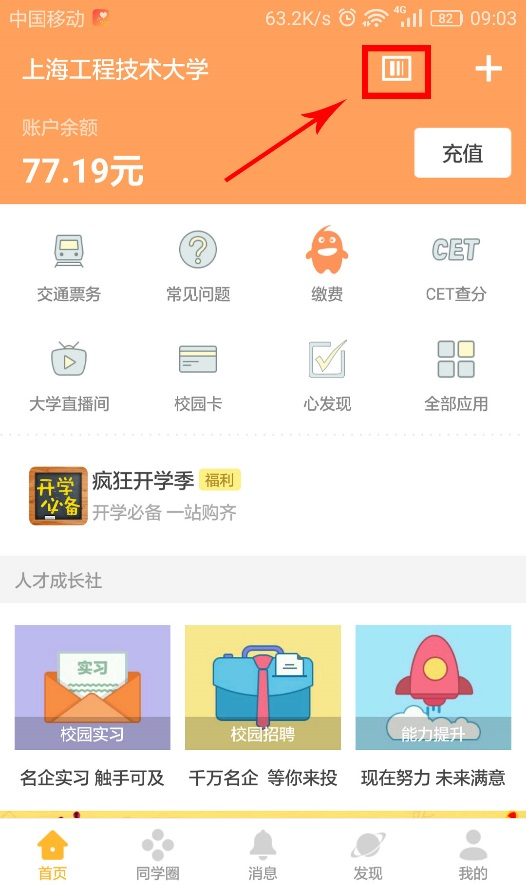 中国移动 63.2K/s 4G 82 09:03
上海工程技术大学
账户余额
77.19元
充值
交通票务 常见问题 缴费 CET查分
CET
大学直播间 校园卡 心发现 全部应用
开学必备
疯狂开学季 福利
开学必备 一站购齐
人才成长社
实习
校园实习 校园招聘 能力提升
名企实习 触手可及 千万名企 等你来投 现在努力 未来满意
首页 同学圈 消息 发现 我的